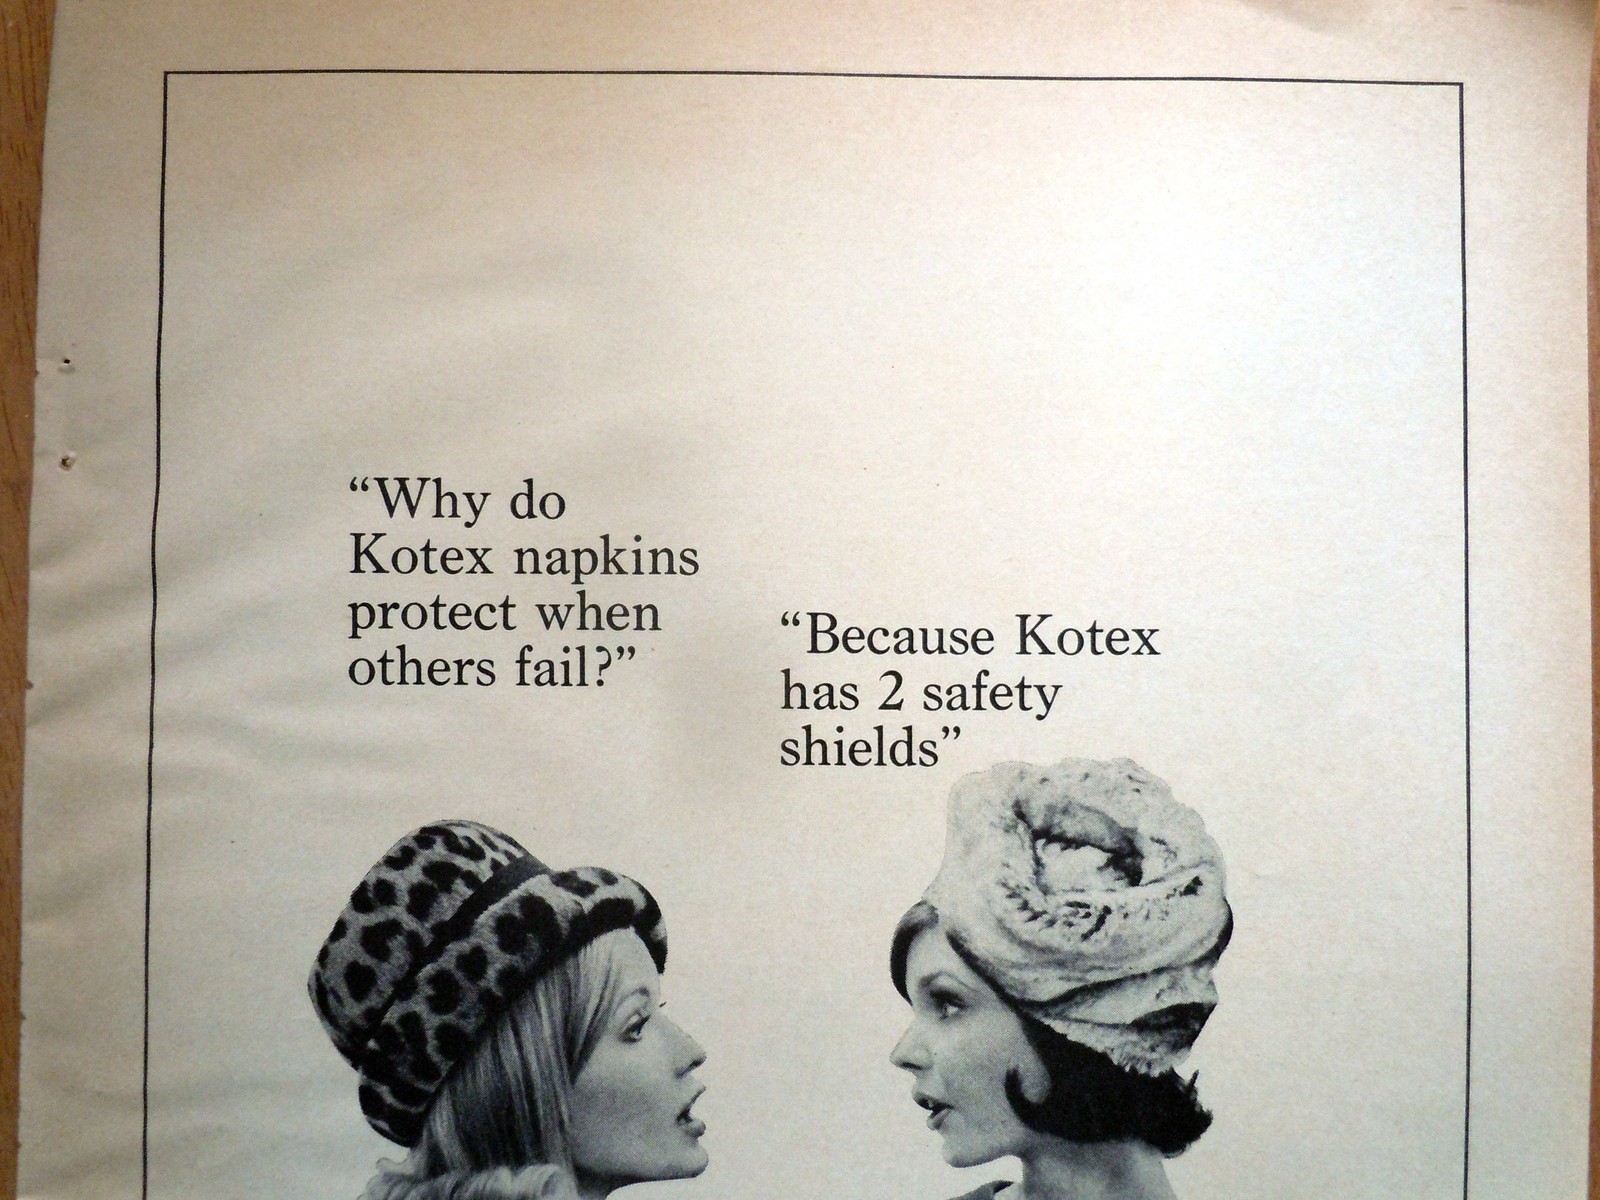 “Why do
Kotex napkins
protect when
others fail?”
“Because Kotex
has 2 safety
shields”